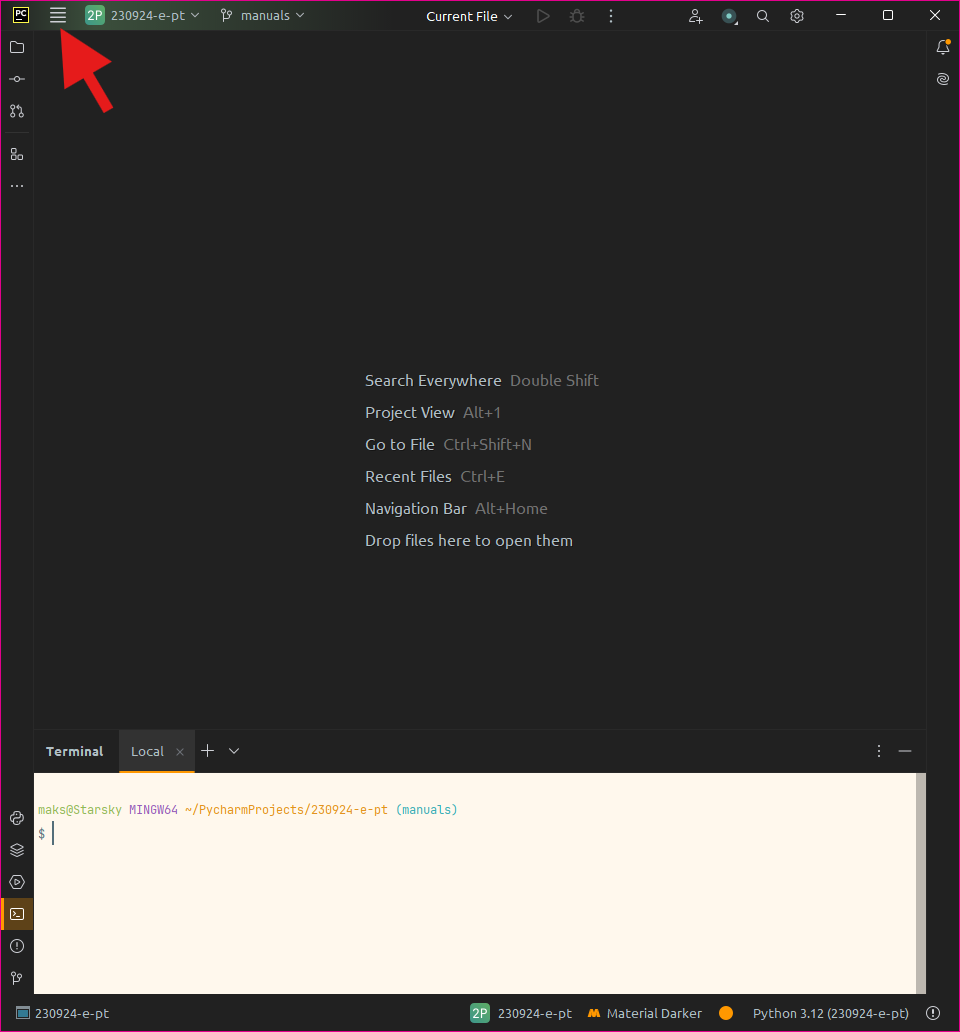 PC 2P 230924-e-pt manuals Current File
Search Everywhere Double Shift
Project View Alt+1
Go to File Ctrl+Shift+N
Recent Files Ctrl+E
Navigation Bar Alt+Home
Drop files here to open them
Terminal Local
maks@Starsky MINGW64 ~/PycharmProjects/230924-e-pt (manuals)
$
230924-e-pt 2P 230924-e-pt Material Darker Python 3.12 (230924-e-pt)